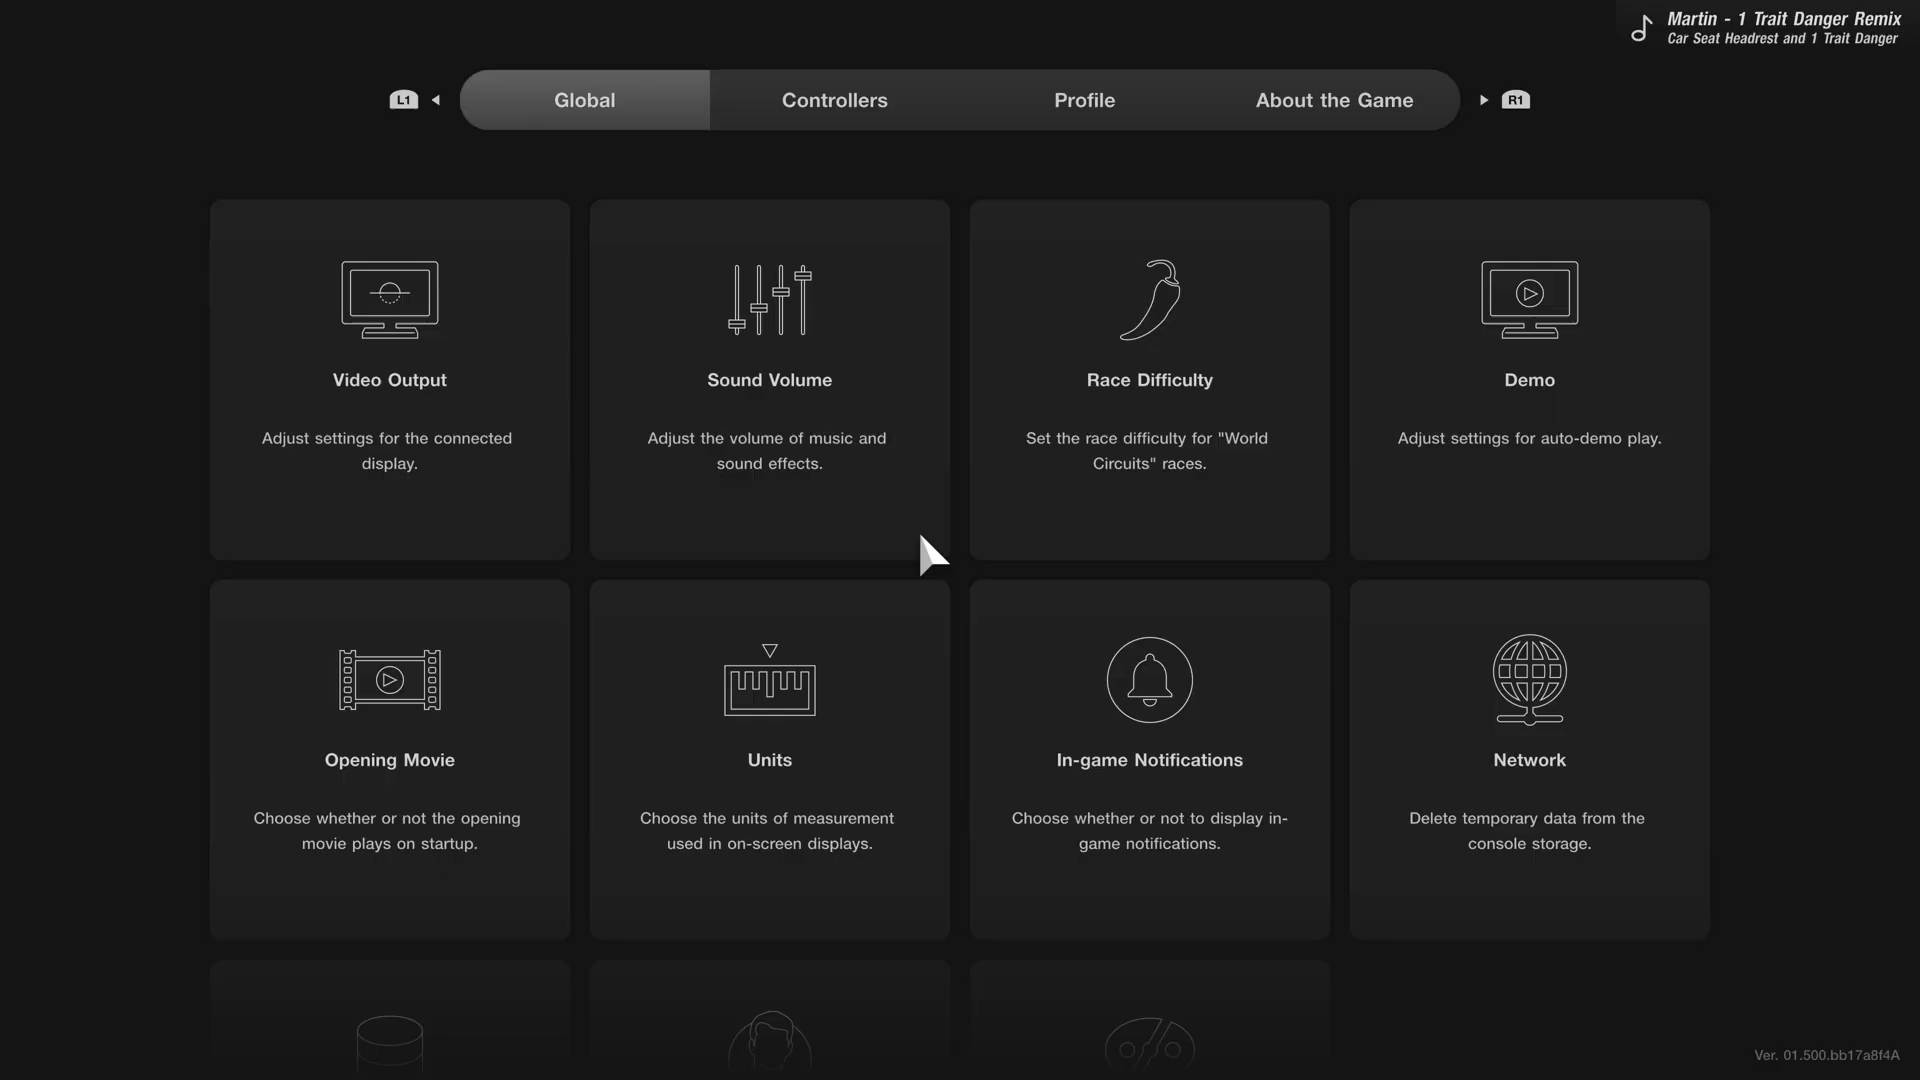 Martin - 1 Trait Danger Remix
Car Seat Headrest and 1 Trait Danger
L1
Global
Controllers
Profile
About the Game
R1
Video Output
Adjust settings for the connected
display.
Sound Volume
Adjust the volume of music and
sound effects.
Race Difficulty
Set the race difficulty for "World
Circuits" races.
Demo
Adjust settings for auto-demo play.
Opening Movie
Choose whether or not the opening
movie plays on startup.
Units
Choose the units of measurement
used in on-screen displays.
In-game Notifications
Choose whether or not to display in-
game notifications.
Network
Delete temporary data from the
console storage.
Ver. 01.500.bb17a8f4A